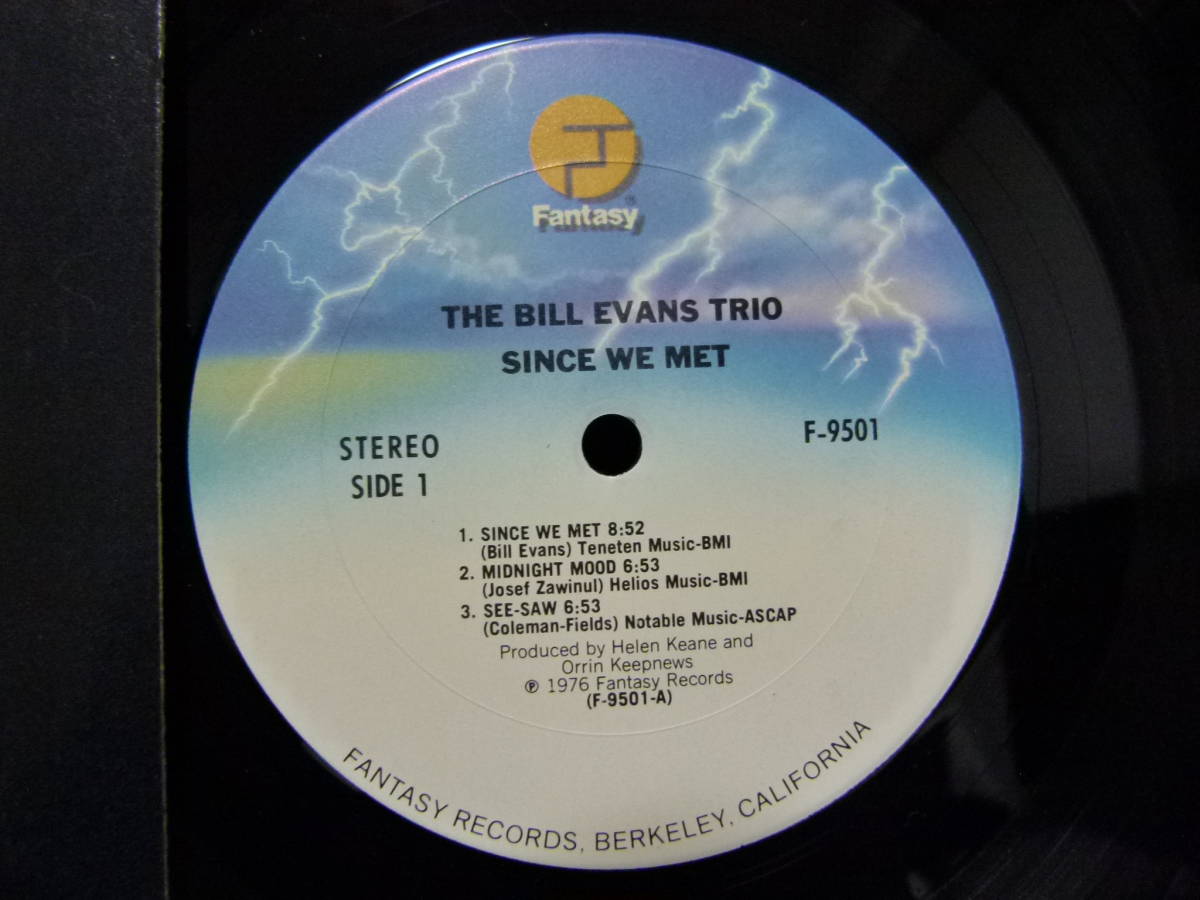 Fantasy®
THE BILL EVANS TRIO
SINCE WE MET
STEREO
SIDE 1
F-9501
1. SINCE WE MET 8:52
(Bill Evans) Teneten Music-BMI
2. MIDNIGHT MOOD 6:53
(Josef Zawinul) Helios Music-BMI
3. SEE-SAW 6:53
(Coleman-Fields) Notable Music-ASCAP
Produced by Helen Keane and
Orrin Keepnews
℗ 1976 Fantasy Records
(F-9501-A)
FANTASY RECORDS, BERKELEY, CALIFORNIA